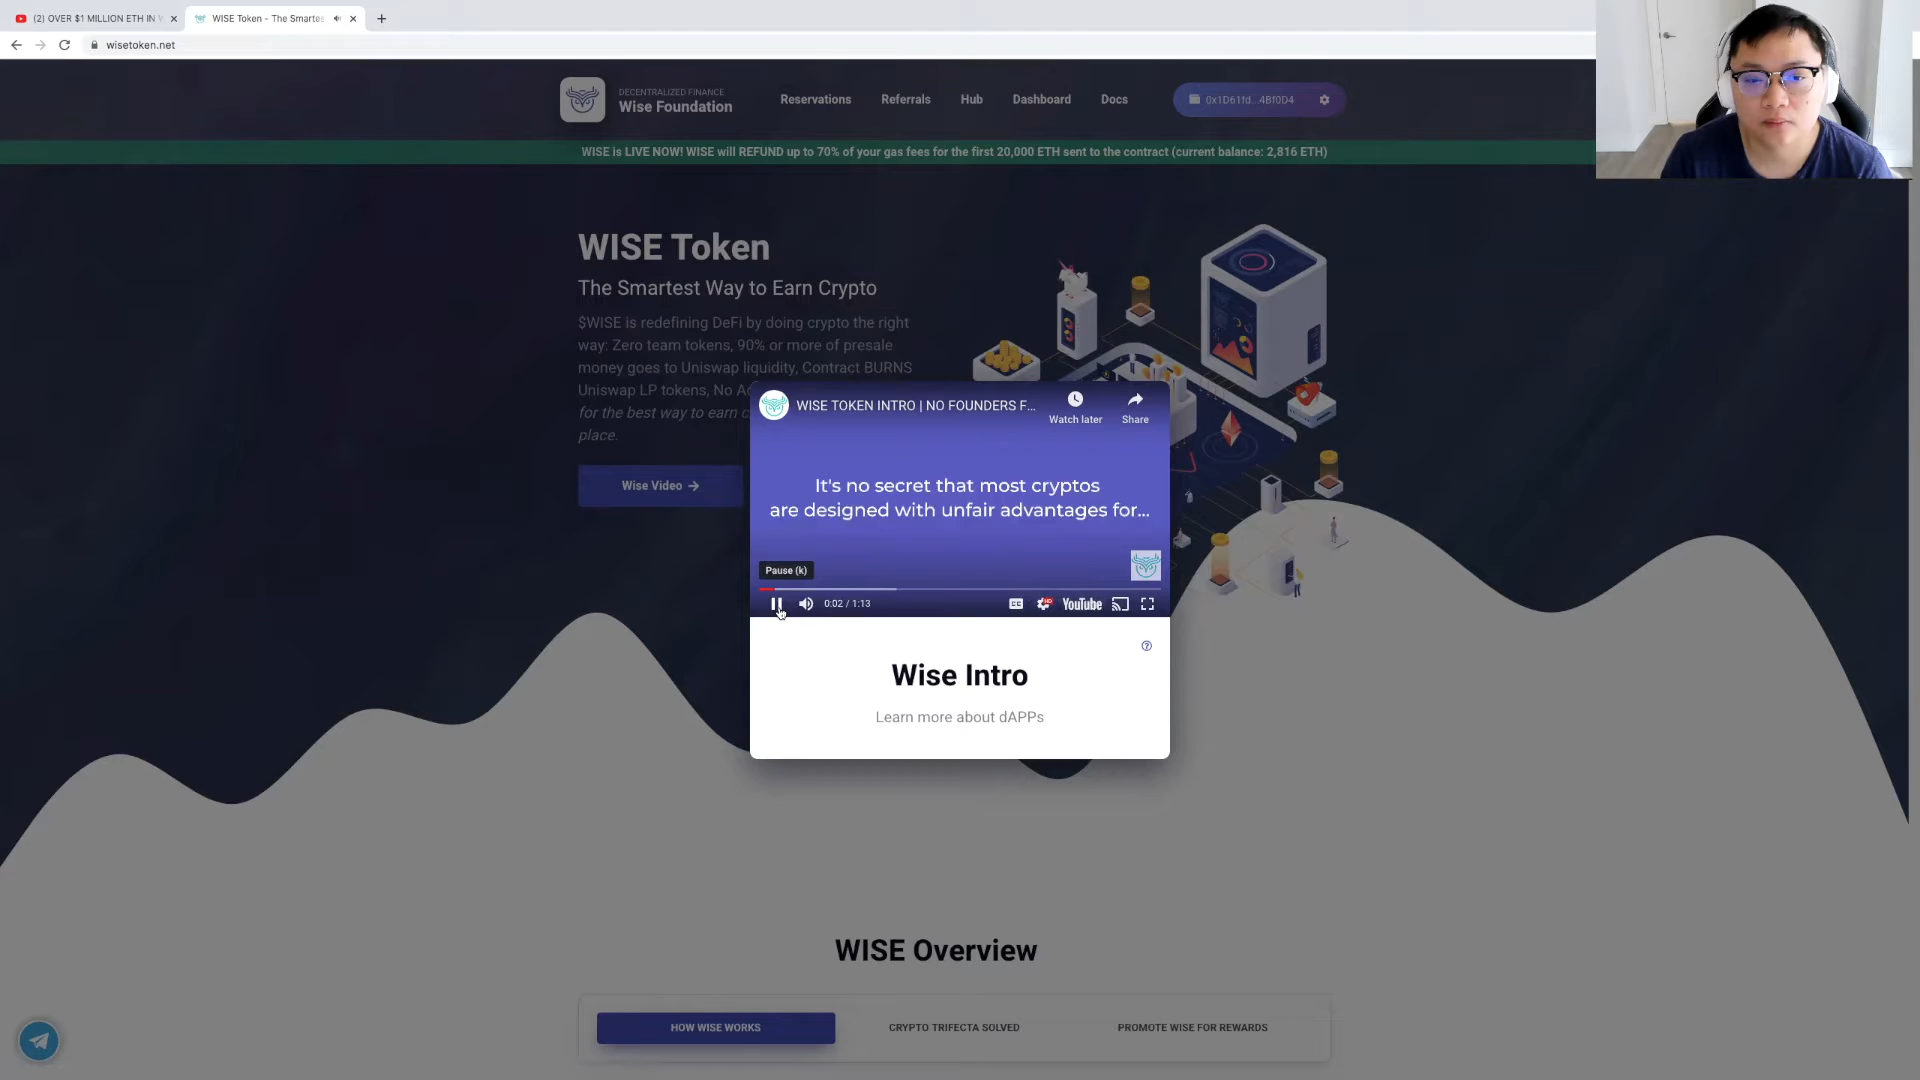 (2) OVER $1 MILLION ETH IN
WISE Token - The Smartes
wisetoken.net
DECENTRALIZED FINANCE
Wise Foundation
Reservations
Referrals
Hub
Dashboard
Docs
0x1D61fd...4Bf0D4
WISE is LIVE NOW! WISE will REFUND up to 70% of your gas fees for the first 20,000 ETH sent to the contract (current balance: 2,816 ETH)
WISE Token
The Smartest Way to Earn Crypto
$WISE is redefining DeFi by doing crypto the right
way: Zero team tokens, 90% or more of presale
money goes to Uniswap liquidity, Contract BURNS
Uniswap LP tokens, No
for the best way to earn
place.
Wise Video →
WISE TOKEN INTRO | NO FOUNDERS F...
Watch later
Share
It's no secret that most cryptos
are designed with unfair advantages for...
Pause (k)
0:02 / 1:13
CC
HD
YouTube
Wise Intro
Learn more about dAPPs
WISE Overview
HOW WISE WORKS
CRYPTO TRIFECTA SOLVED
PROMOTE WISE FOR REWARDS